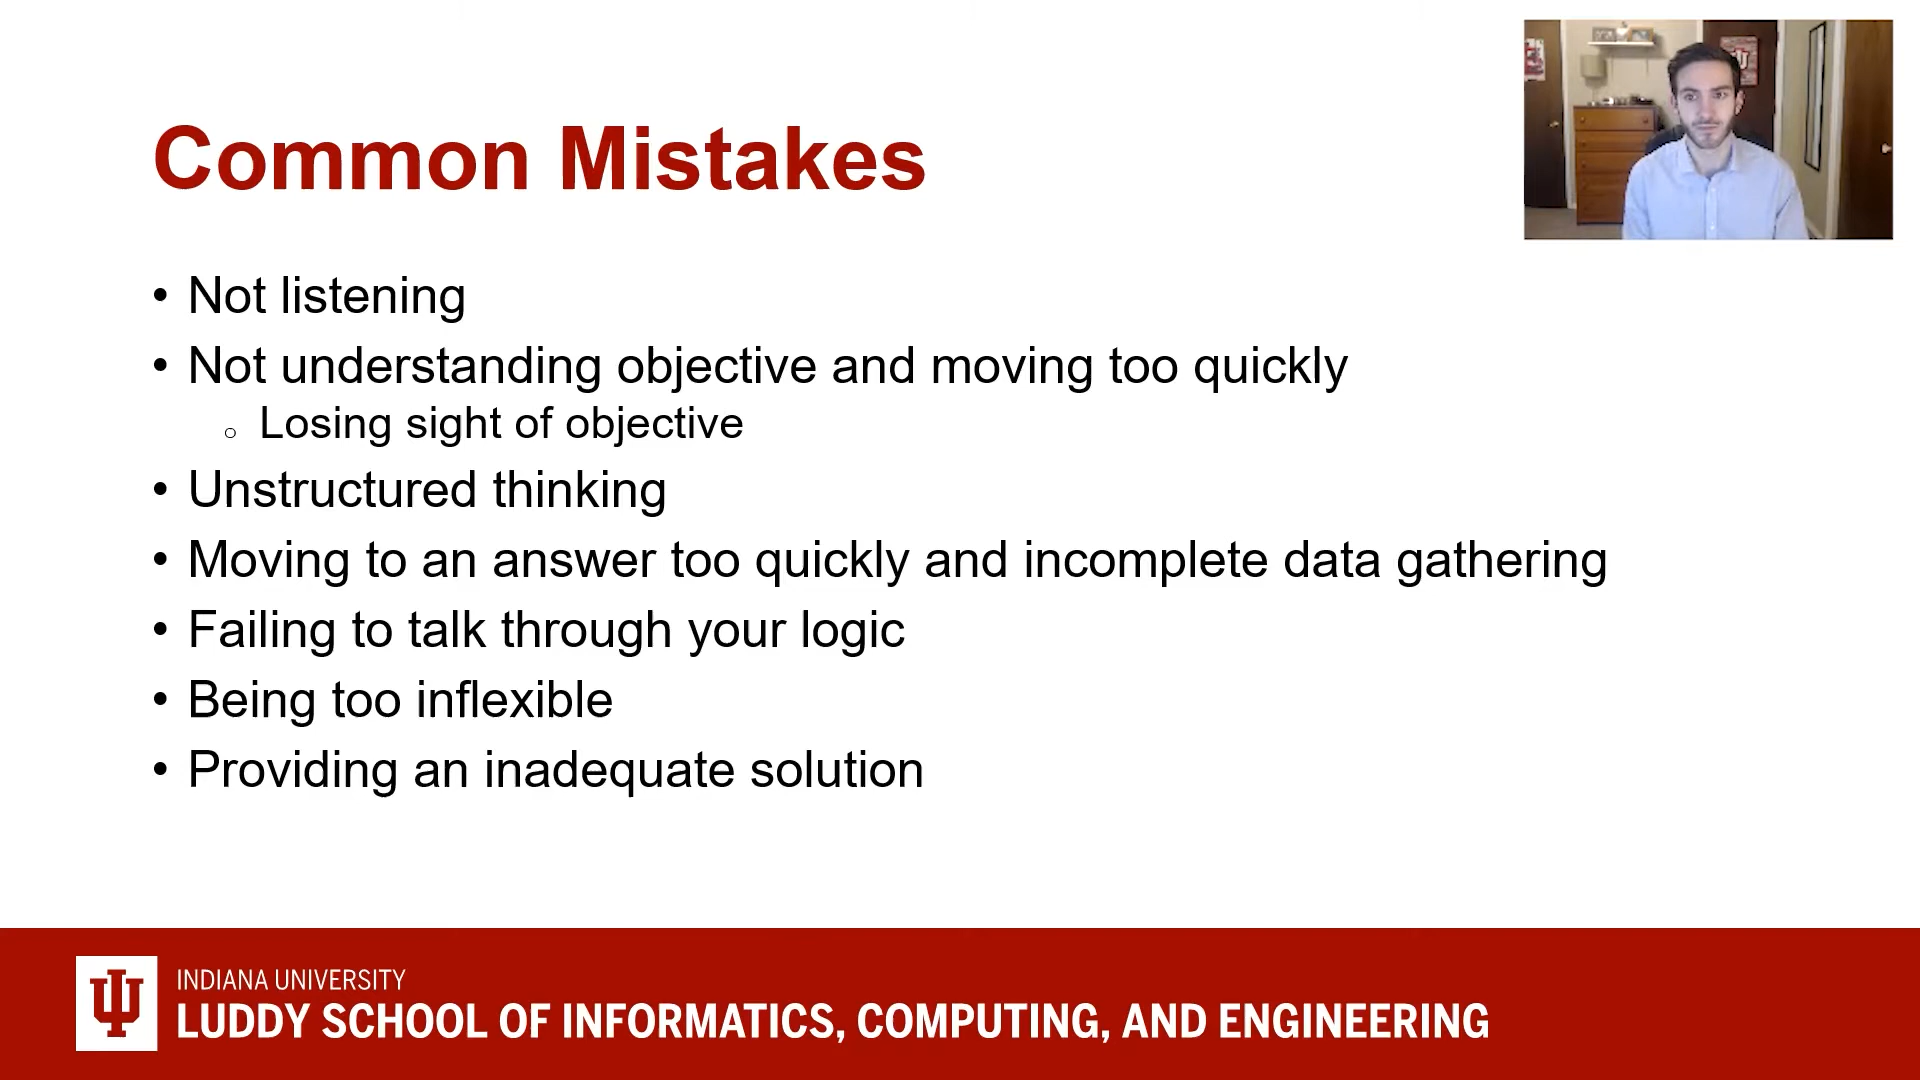 Common Mistakes
• Not listening
• Not understanding objective and moving too quickly
○ Losing sight of objective
• Unstructured thinking
• Moving to an answer too quickly and incomplete data gathering
• Failing to talk through your logic
• Being too inflexible
• Providing an inadequate solution
INDIANA UNIVERSITY
LUDDY SCHOOL OF INFORMATICS, COMPUTING, AND ENGINEERING